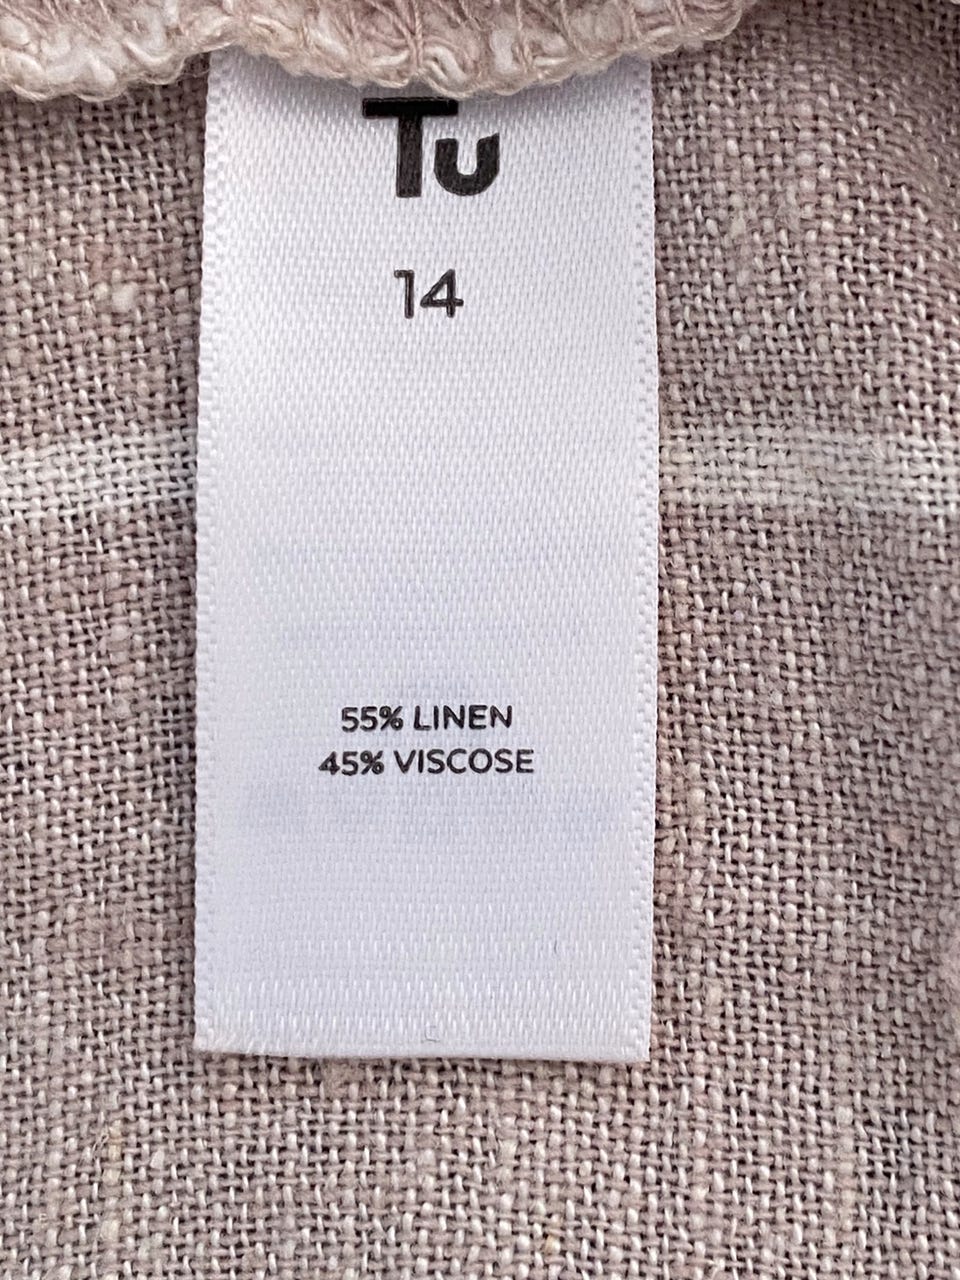 Tu
14
55% LINEN
45% VISCOSE